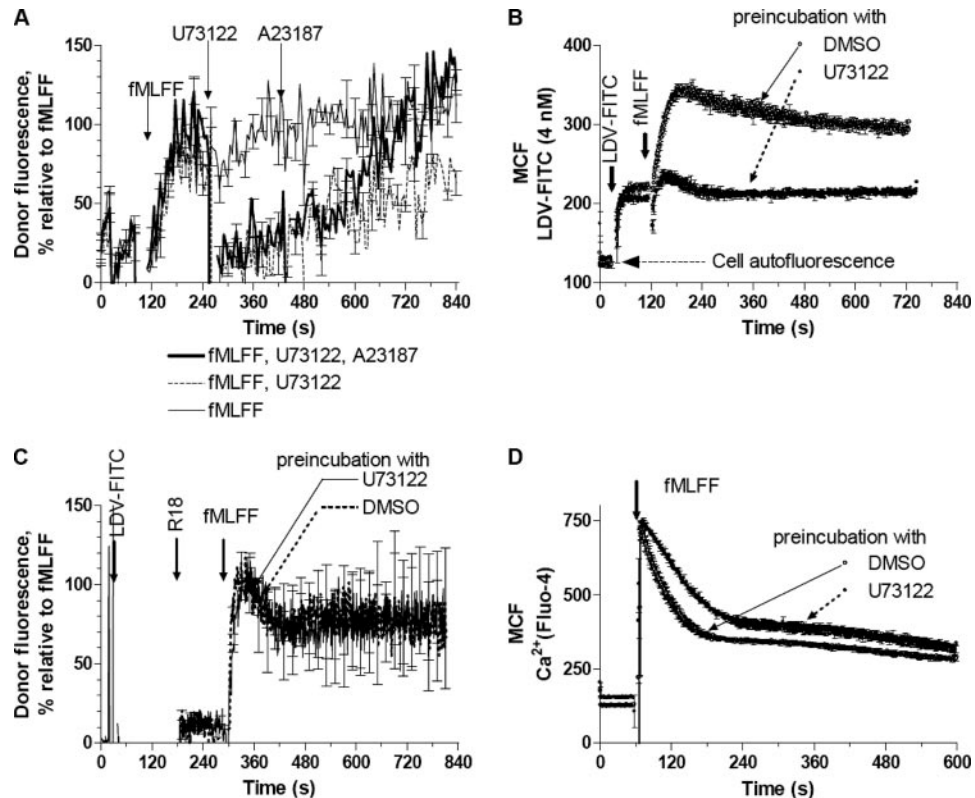 A
Donor fluorescence,
% relative to fMLFF
150
100
50
0
fMLFF
U73122
A23187
0 120 240 360 480 600 720 840
Time (s)
fMLFF, U73122, A23187
fMLFF, U73122
fMLFF
B
preincubation with
DMSO
U73122
MCF
LDV-FITC (4 nM)
400
300
200
100
LDV-FITC
fMLFF
Cell autofluorescence
0 120 240 360 480 600 720 840
Time (s)
C
Donor fluorescence,
% relative to fMLFF
150
100
50
0
LDV-FITC
R18
fMLFF
preincubation with
U73122
DMSO
0 120 240 360 480 600 720 840
Time (s)
D
MCF
Ca2+(Fluo-4)
750
500
250
0
fMLFF
preincubation with
DMSO
U73122
0 120 240 360 480 600
Time (s)